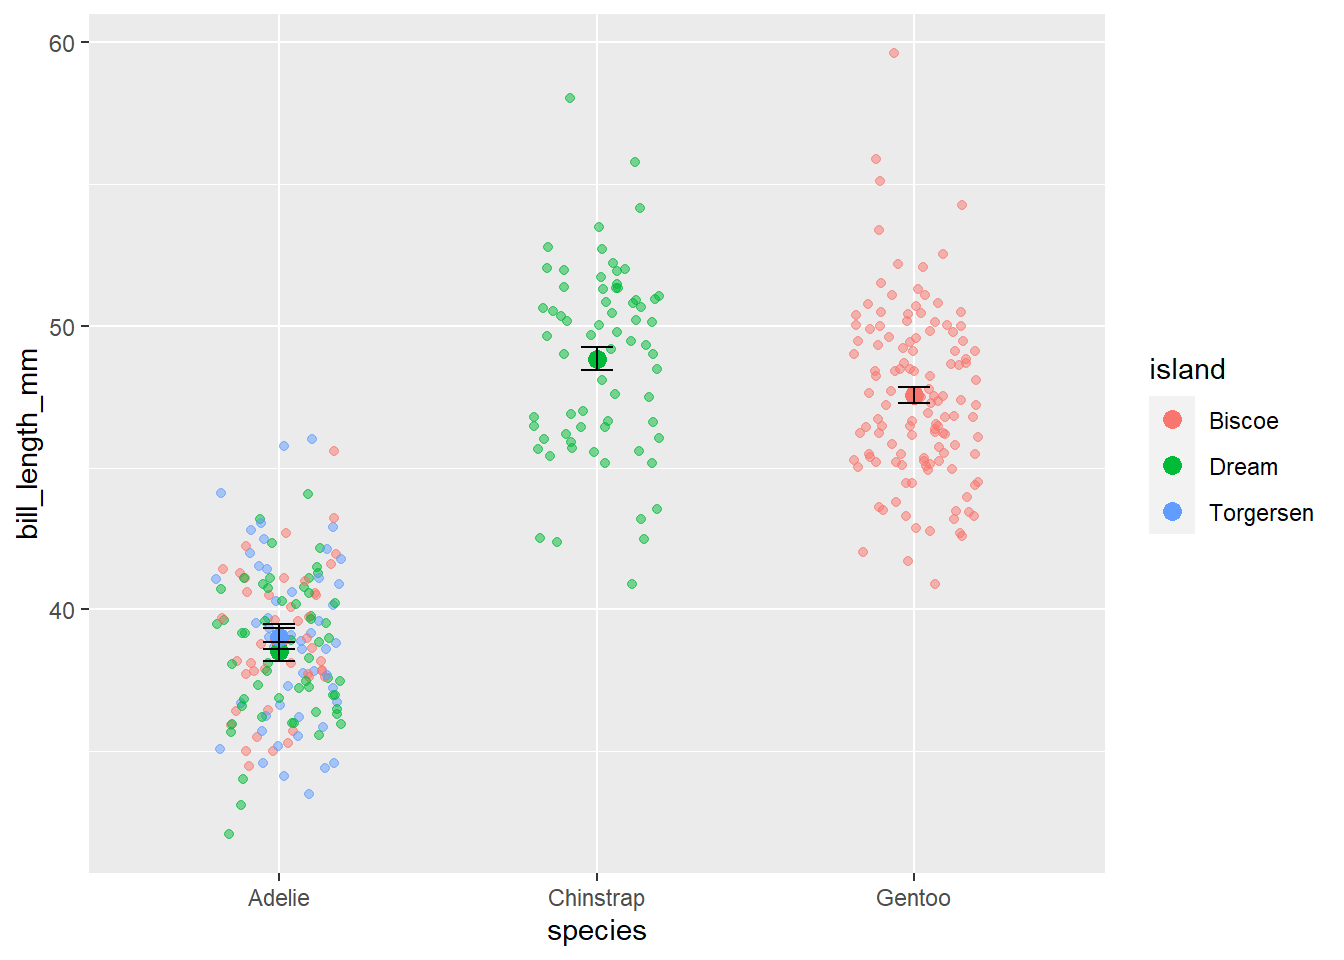 60
50
40
bill_length_mm
Adelie
Chinstrap
Gentoo
species
island
Biscoe
Dream
Torgersen